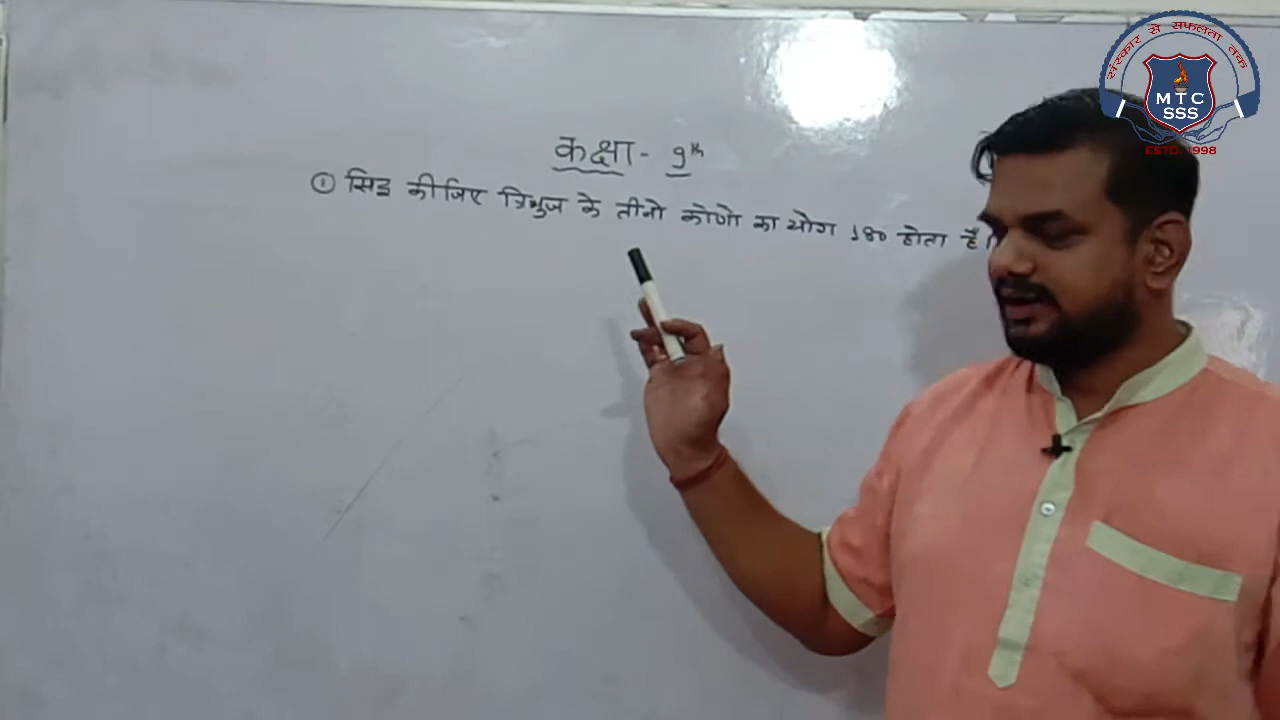 संस्कार से सफलता तक
MTC
SSS
ESTD. 1998
कक्षा - 9th
① सिद्ध कीजिए त्रिभुज के तीनो कोणो का योग 180 होता है।